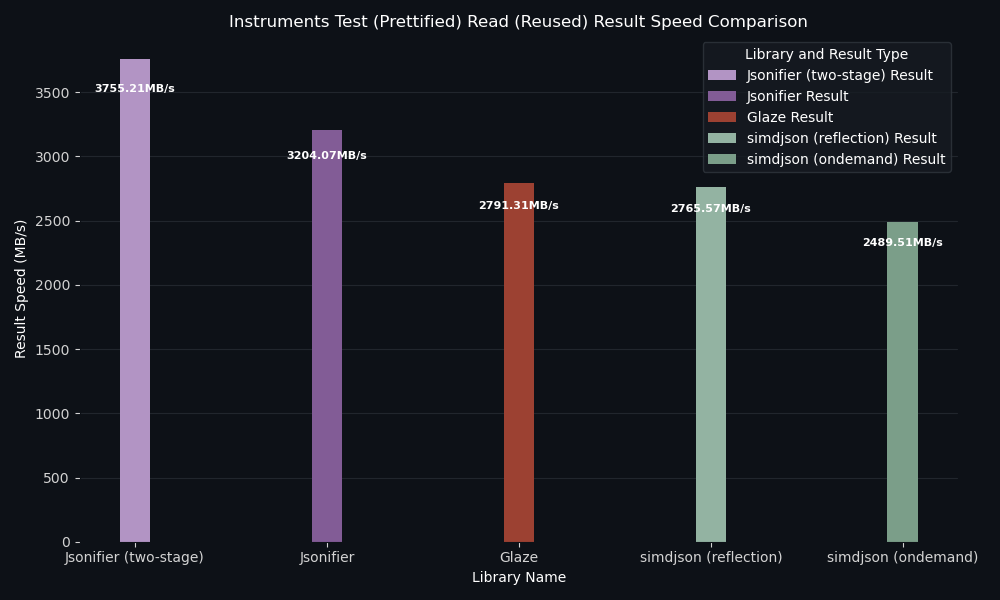 Instruments Test (Prettified) Read (Reused) Result Speed Comparison
Library and Result Type
Jsonifier (two-stage) Result
Jsonifier Result
Glaze Result
simdjson (reflection) Result
simdjson (ondemand) Result
Result Speed (MB/s)
3500
3000
2500
2000
1500
1000
500
0
3755.21MB/s
3204.07MB/s
2791.31MB/s
2765.57MB/s
2489.51MB/s
Jsonifier (two-stage)
Jsonifier
Glaze
simdjson (reflection)
simdjson (ondemand)
Library Name